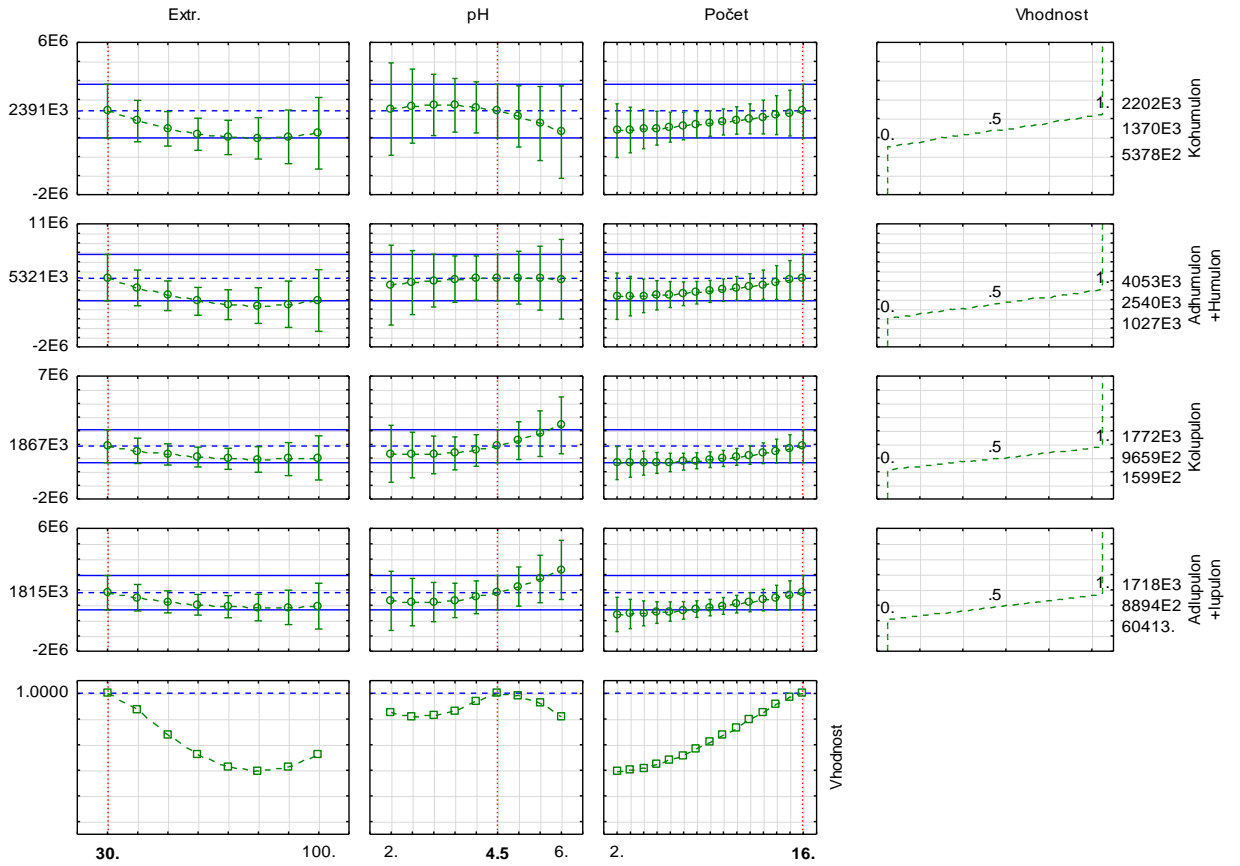 Extr. pH Počet Vhodnost
6E6
2391E3
-2E6
0. .5 1.
2202E3
1370E3
5378E2
Kohumulon
11E6
5321E3
-2E6
0. .5 1.
4053E3
2540E3
1027E3
Adhumulon
+Humulon
7E6
1867E3
-2E6
0. .5 1.
1772E3
9659E2
1599E2
Kolupulon
6E6
1815E3
-2E6
0. .5 1.
1718E3
8894E2
60413.
Adlupulon
+lupulon
1.0000
Vhodnost
30. 100. 2. 4.5 6. 2. 16.